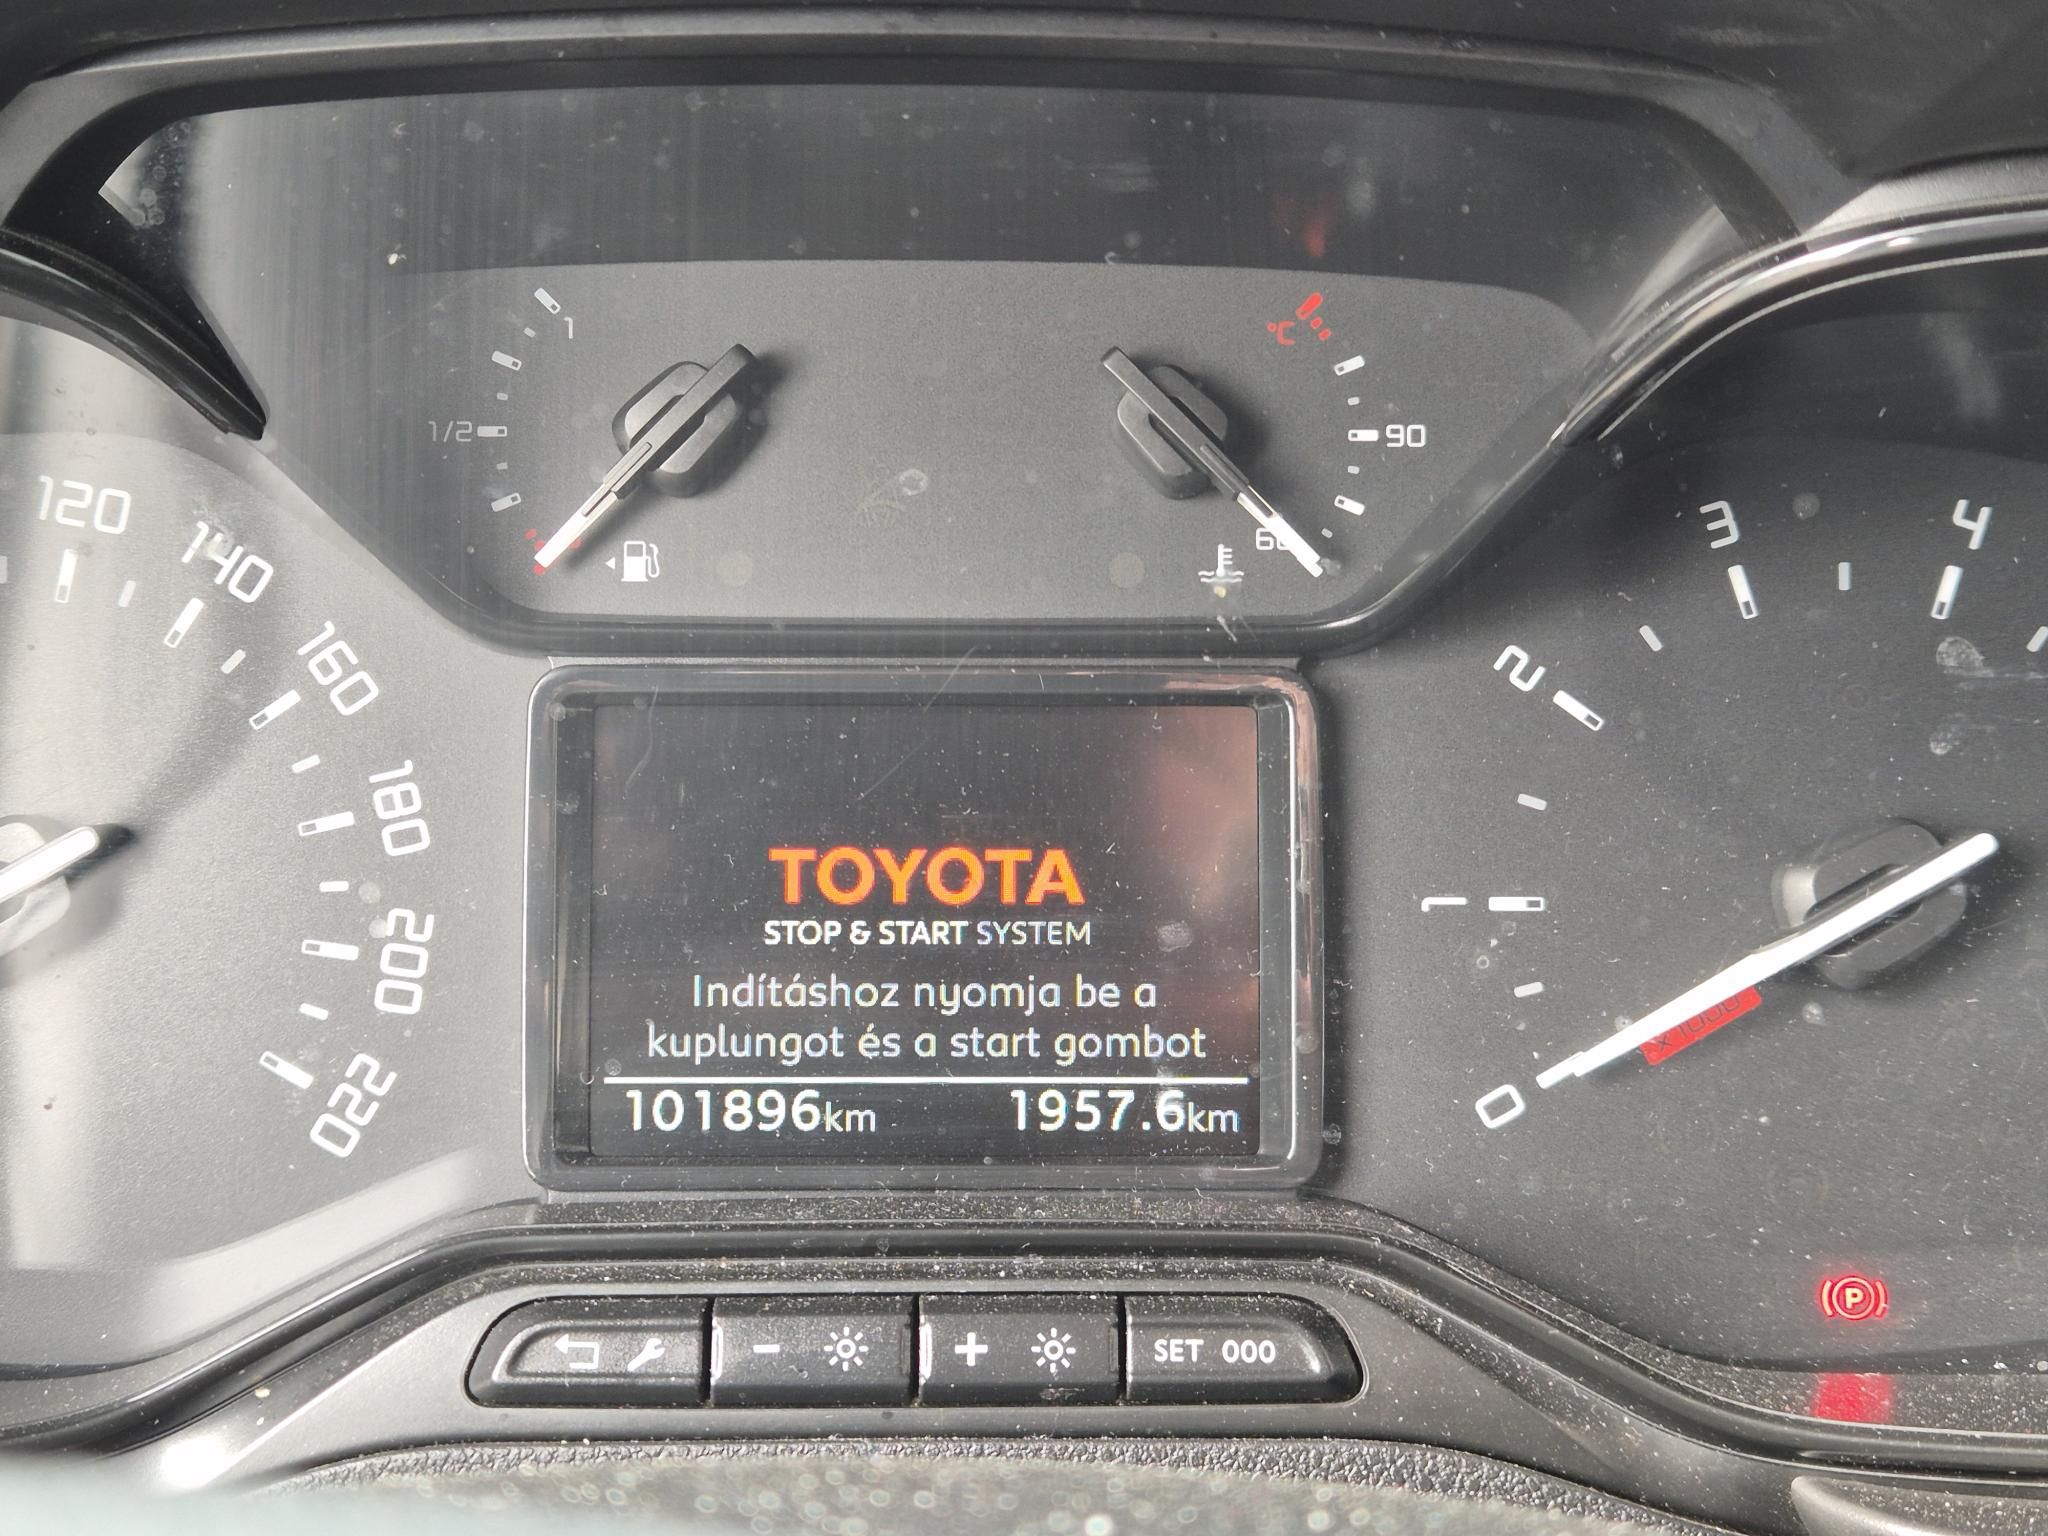 1
°C
1/2
90
60
120
140
160
180
200
220
3
4
2
1
0
x1000
TOYOTA
STOP & START SYSTEM
Indításhoz nyomja be a
kuplungot és a start gombot
101896km 1957.6km
P
- + SET 000